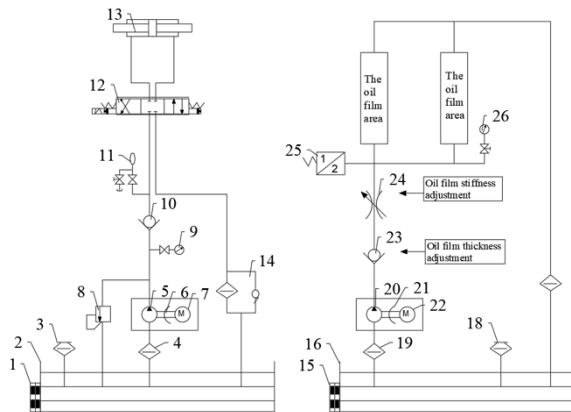 13
12
11
10
9
8
7
6
5
4
3
2
1
14
M
The
oil
film
area
The
oil
film
area
26
25
1
2
24
Oil film stiffness
adjustment
23
Oil film thickness
adjustment
20
21
22
M
19
18
16
15